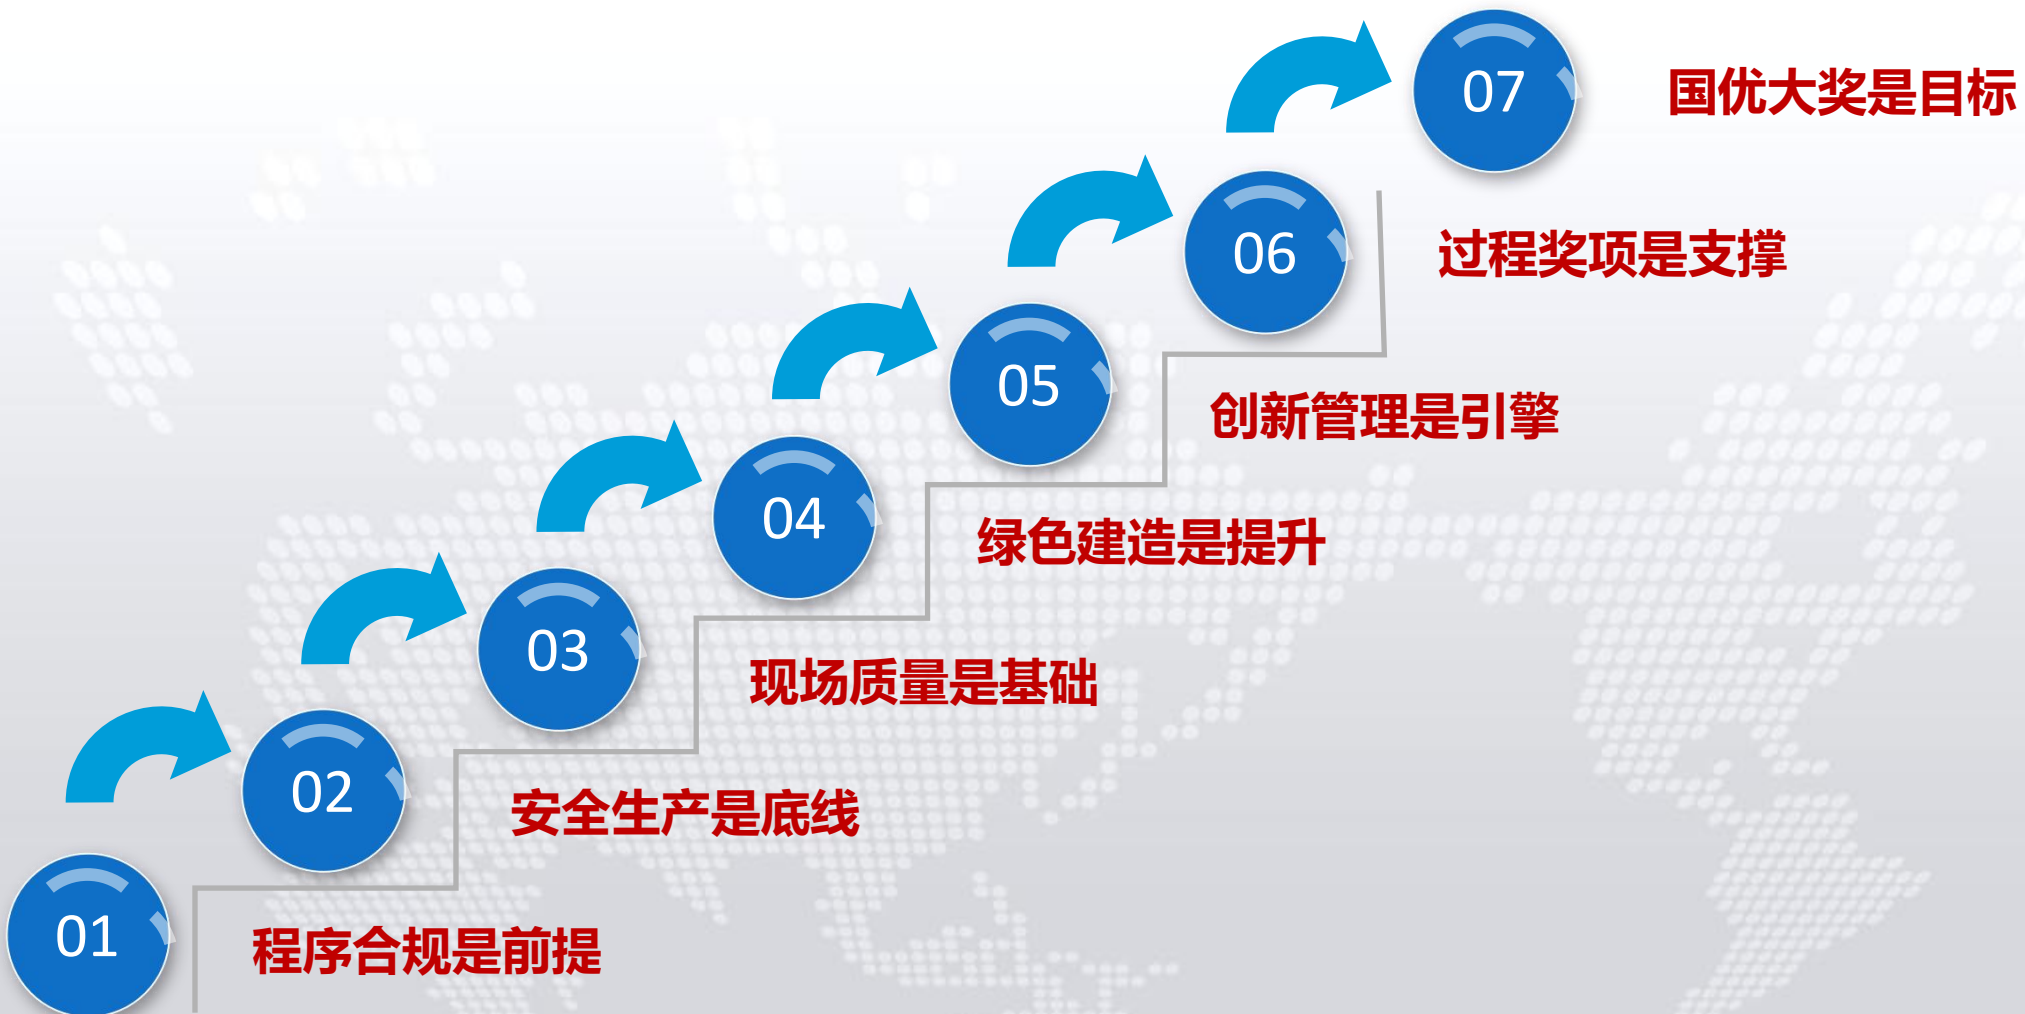 07
国优大奖是目标
06
过程奖项是支撑
05
创新管理是引擎
04
绿色建造是提升
03
现场质量是基础
02
安全生产是底线
01
程序合规是前提